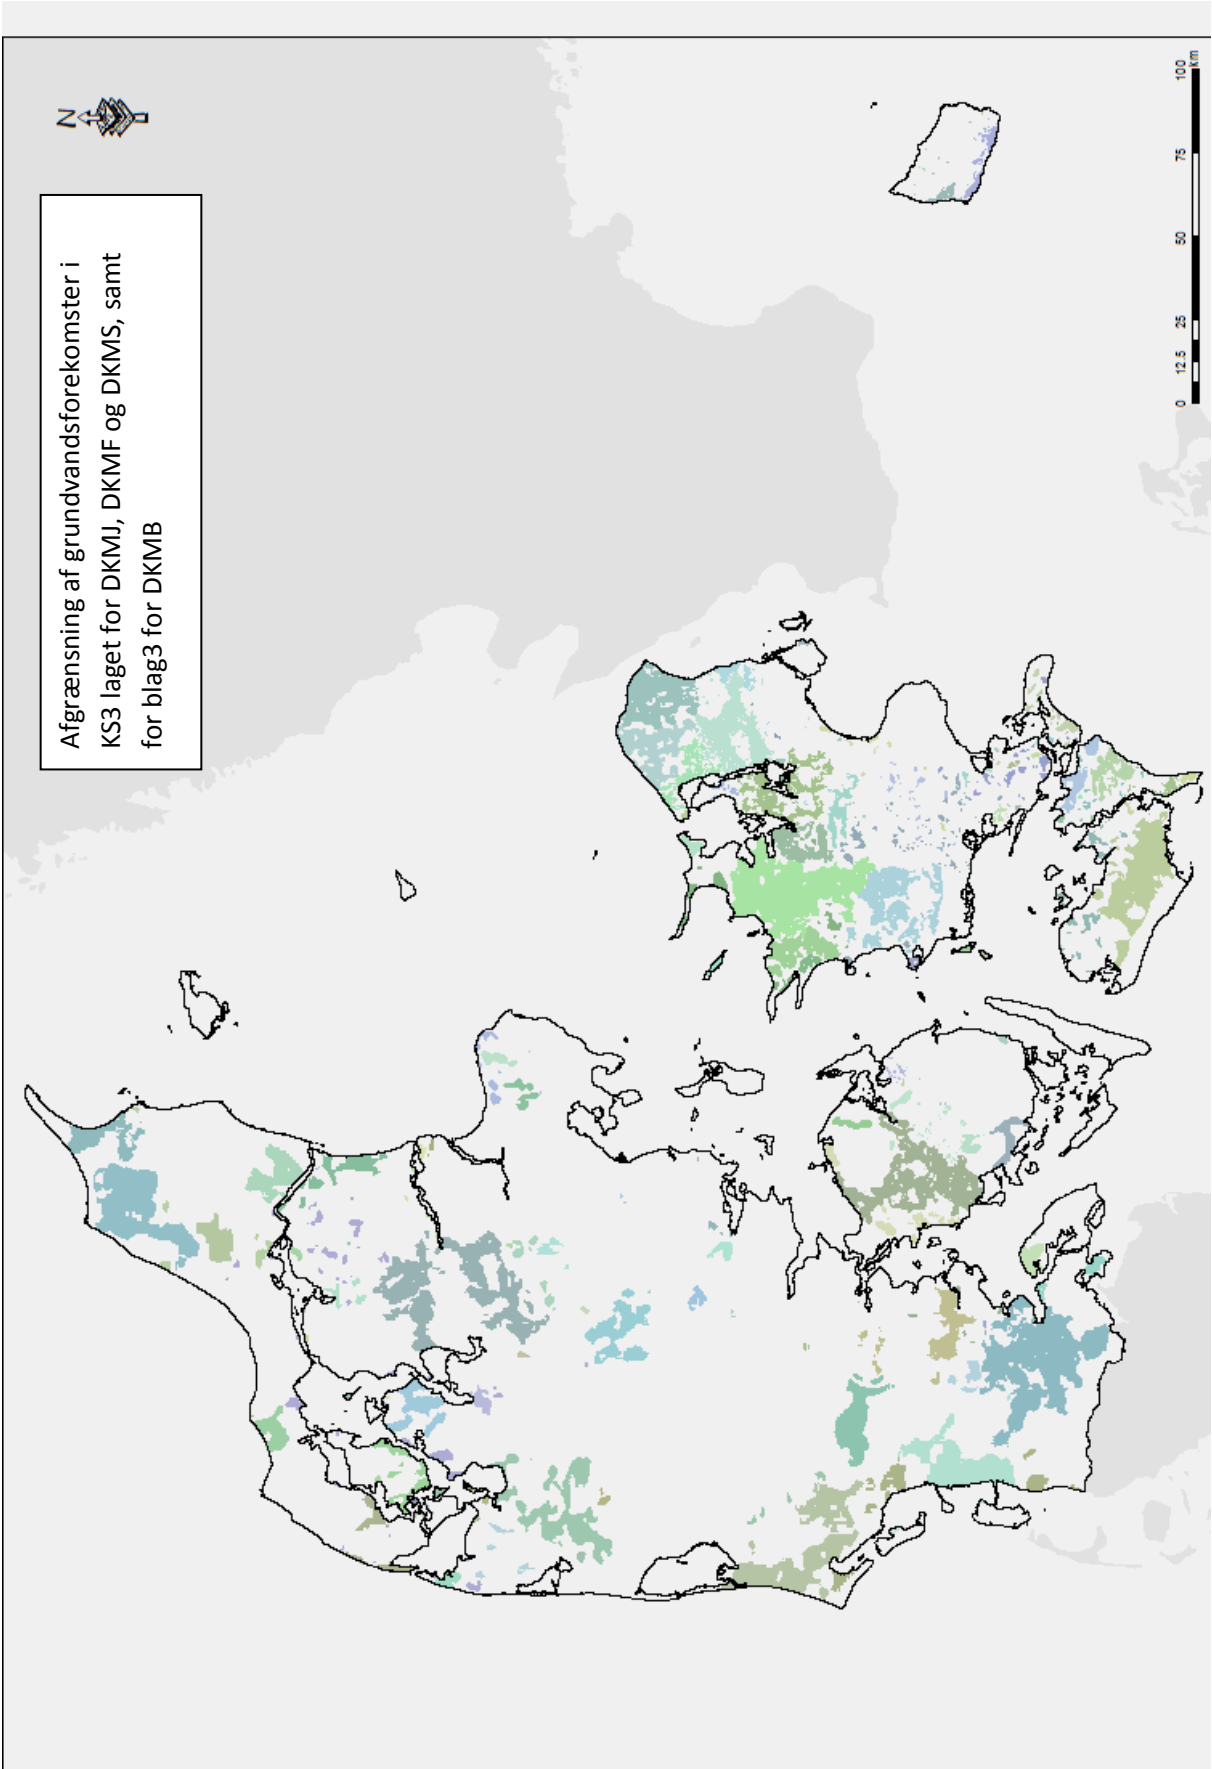 Afgrænsning af grundvandsforekomster i
KS3 laget for DKMJ, DKMF og DKMS, samt
for blag3 for DKMB
N
0 12.5 25 50 75 100
km